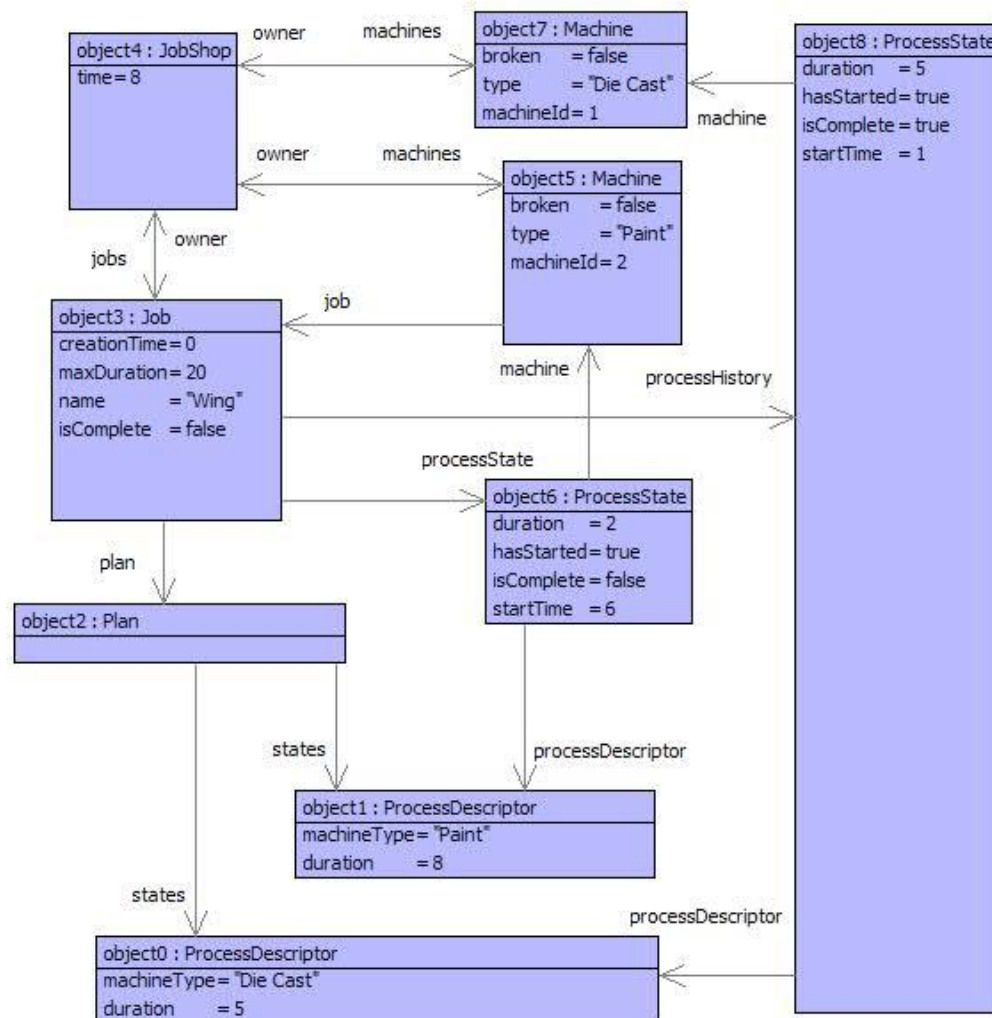 object4 : JobShop
time= 8
owner
machines
object7 : Machine
broken = false
type = "Die Cast"
machineId= 1
machine
object8 : ProcessState
duration = 5
hasStarted= true
isComplete= true
startTime = 1
owner
machines
object5 : Machine
broken = false
type = "Paint"
machineId= 2
owner
jobs
job
object3 : Job
creationTime= 0
maxDuration= 20
name = "Wing"
isComplete = false
machine
processHistory
processState
object6 : ProcessState
duration = 2
hasStarted= true
isComplete = false
startTime = 6
plan
object2 : Plan
states
processDescriptor
object1 : ProcessDescriptor
machineType= "Paint"
duration = 8
states
processDescriptor
object0 : ProcessDescriptor
machineType= "Die Cast"
duration = 5